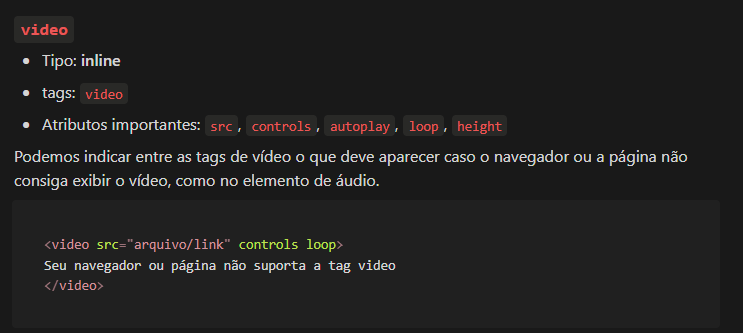 video
• Tipo: inline
• tags: video
• Atributos importantes: src, controls, autoplay, loop, height
Podemos indicar entre as tags de vídeo o que deve aparecer caso o navegador ou a página não
consiga exibir o vídeo, como no elemento de áudio.
<video src="arquivo/link" controls loop>
Seu navegador ou página não suporta a tag video
</video>